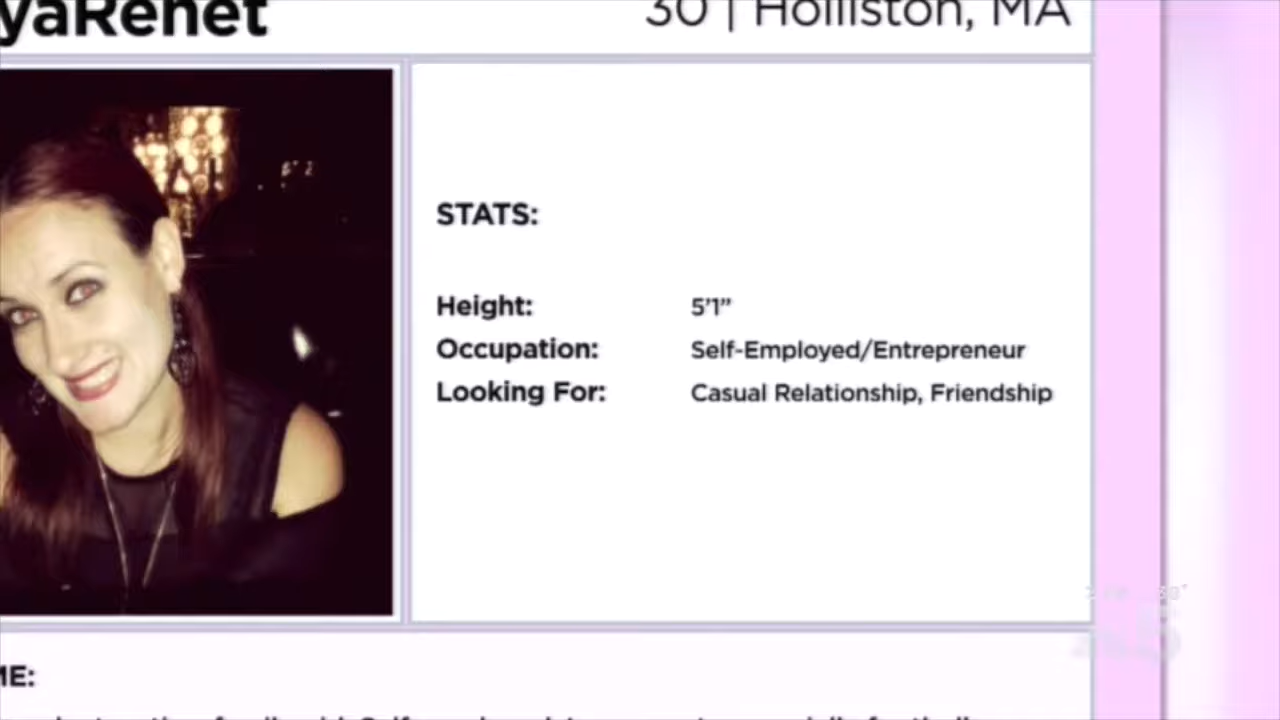 yaRenet
30 | Holliston, MA
STATS:
Height: 5'1"
Occupation: Self-Employed/Entrepreneur
Looking For: Casual Relationship, Friendship
ME: